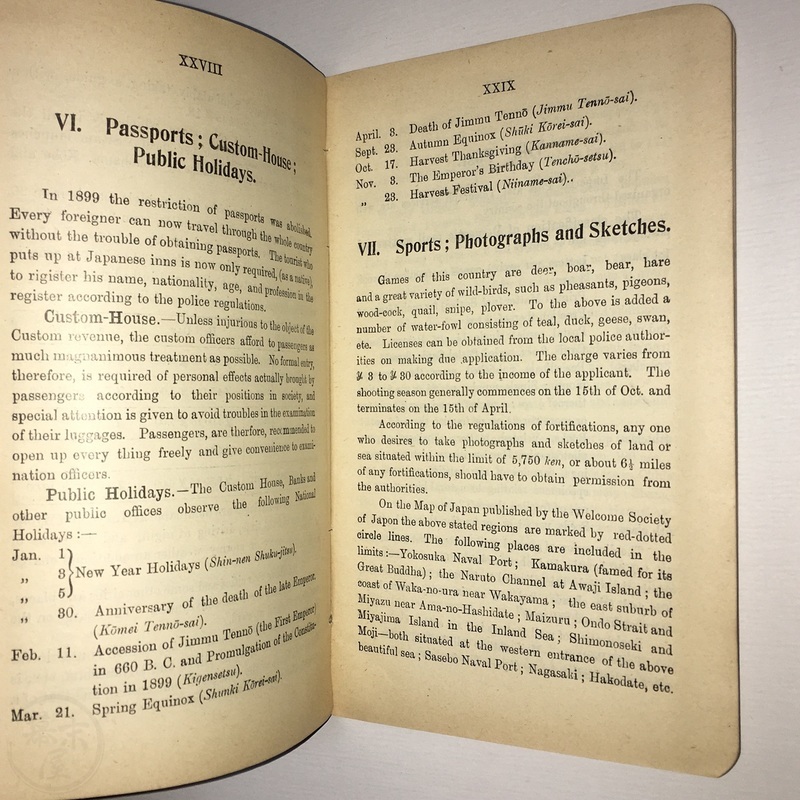 XXVIII
VI. Passports; Custom-House;
Public Holidays.
In 1899 the restriction of passports was abolished.
Every foreigner can now travel through the whole country
without the trouble of obtaining passports. The tourist who
puts up at Japanese inns is now only required, (as a native),
to rigister his name, nationality, age, and profession in the
register according to the police regulations.
Custom-House.—Unless injurious to the object of the
Custom revenue, the custom officers afford to passengers as
much magnanimous treatment as possible. No formal entry,
therefore, is required of personal effects actually brought by
passengers according to their positions in society, and
special attention is given to avoid troubles in the examination
of their luggages. Passengers, are therfore, recommended to
open up every thing freely and give convenience to exami-
nation officers.
Public Holidays.—The Custom House, Banks and
other public offices observe the following National
Holidays:—
Jan. 1
„ 3 } New Year Holidays (Shin-nen Shuku-jitsu).
„ 5
„ 30. Anniversary of the death of the late Emperor.
(Kōmei Tennō-sai).
Feb. 11. Accession of Jimmu Tennō (the First Emperor)
in 660 B. C. and Promulgation of the Constitu-
tion in 1899 (Kigensetsu).
Mar. 21. Spring Equinox (Shunki Kōrei-sai).
XXIX
April. 3. Death of Jimmu Tennō (Jimmu Tennō-sai).
Sept. 23. Autumn Equinox (Shūki Kōrei-sai).
Oct. 17. Harvest Thanksgiving (Kanname-sai).
Nov. 3. The Emperor's Birthday (Tenchō-setsu).
„ 23. Harvest Festival (Niiname-sai)..
VII. Sports; Photographs and Sketches.
Games of this country are deer, boar, bear, hare
and a great variety of wild-birds, such as pheasants, pigeons,
wood-cock, quail, snipe, plover. To the above is added a
number of water-fowl consisting of teal, duck, geese, swan,
etc. Licenses can be obtained from the local police author-
ities on making due application. The charge varies from
¥ 3 to ¥ 30 according to the income of the applicant. The
shooting season generally commences on the 15th of Oct. and
terminates on the 15th of April.
According to the regulations of fortifications, any one
who desires to take photographs and sketches of land or
sea situated within the limit of 5,750 ken, or about 6½ miles
of any fortifications, should have to obtain permission from
the authorities.
On the Map of Japan published by the Welcome Society
of Japon the above stated regions are marked by red-dotted
circle lines. The following places are included in the
limits:—Yokosuka Naval Port; Kamakura (famed for its
Great Buddha); the Naruto Channel at Awaji Island; the
coast of Waka-no-ura near Wakayama; the east suburb of
Miyazu near Ama-no-Hashidate; Maizuru; Ondo Strait and
Miyajima Island in the Inland Sea; Shimonoseki and
Moji—both situated at the western entrance of the above
beautiful sea; Sasebo Naval Port; Nagasaki; Hakodate, etc.